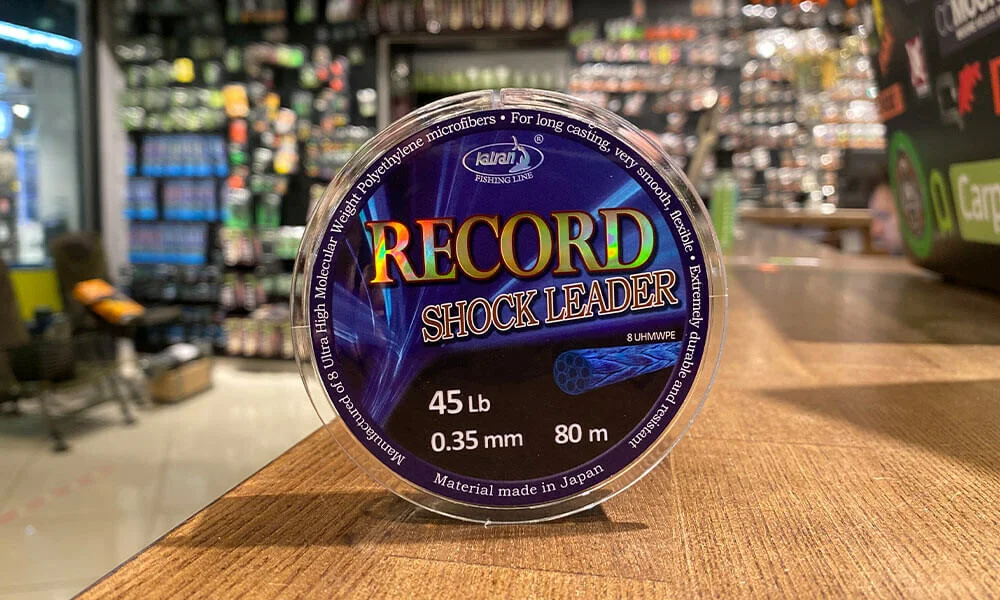 Manufactured of 8 Ultra High Molecular Weight Polyethylene microfibers • For long casting, very smooth, flexible • Extremely durable and resistant
katran ®
FISHING LINE
RECORD
SHOCK LEADER
8 UHMWPE
45 Lb
0.35 mm 80 m
Material made in Japan
Carp